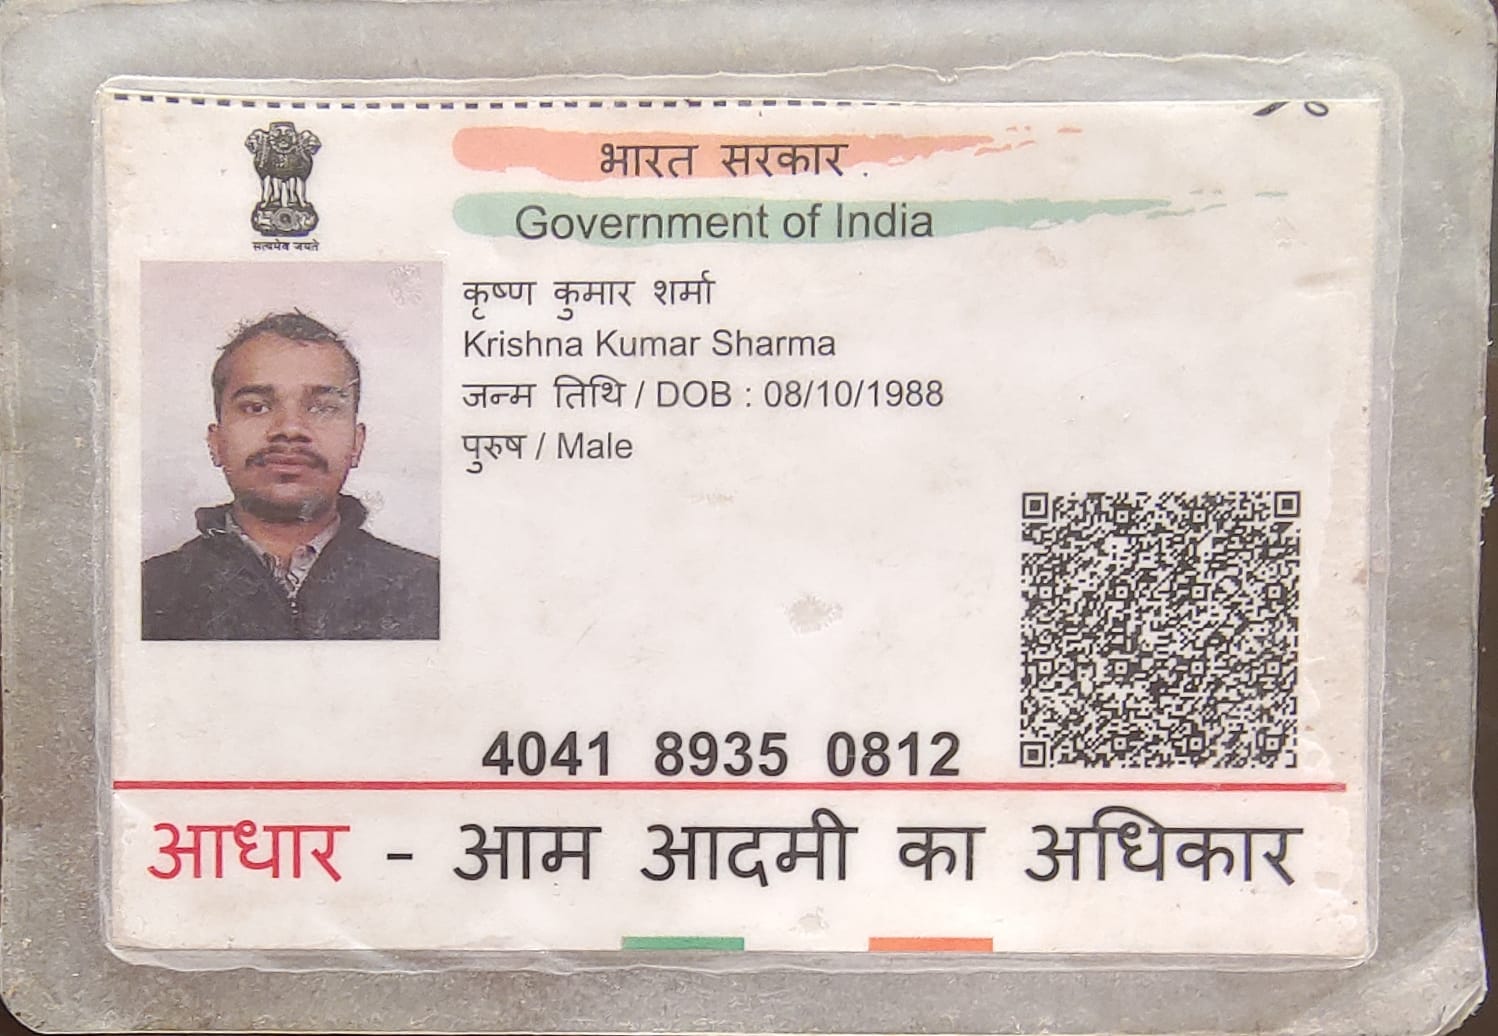 भारत सरकार
Government of India
सत्यमेव जयते
कृष्ण कुमार शर्मा
Krishna Kumar Sharma
जन्म तिथि / DOB : 08/10/1988
पुरुष / Male
4041 8935 0812
आधार - आम आदमी का अधिकार